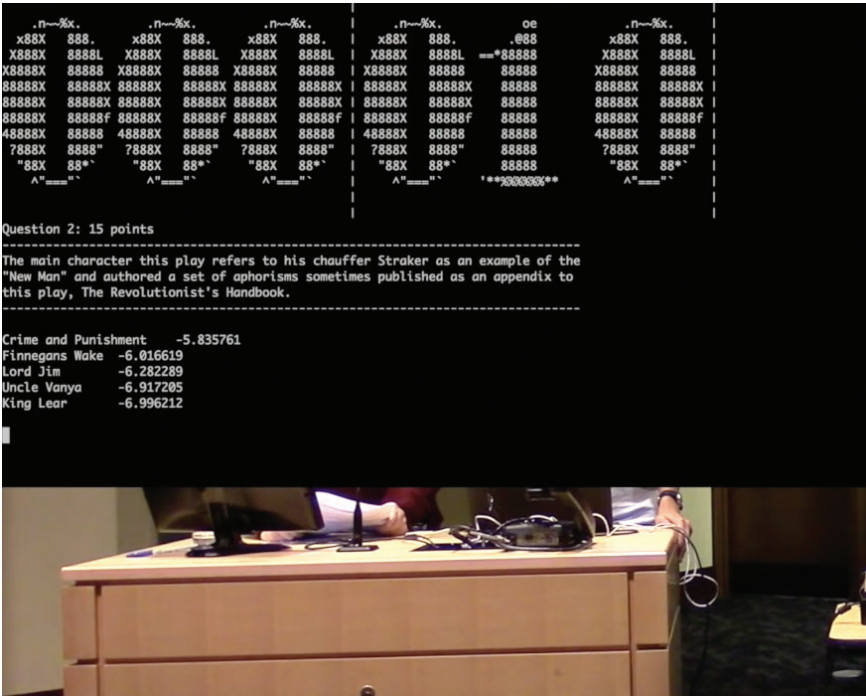 000 010
Question 2: 15 points
The main character this play refers to his chauffer Straker as an example of the
"New Man" and authored a set of aphorisms sometimes published as an appendix to
this play, The Revolutionist's Handbook.
Crime and Punishment -5.835761
Finnegans Wake -6.016619
Lord Jim -6.282289
Uncle Vanya -6.917205
King Lear -6.996212